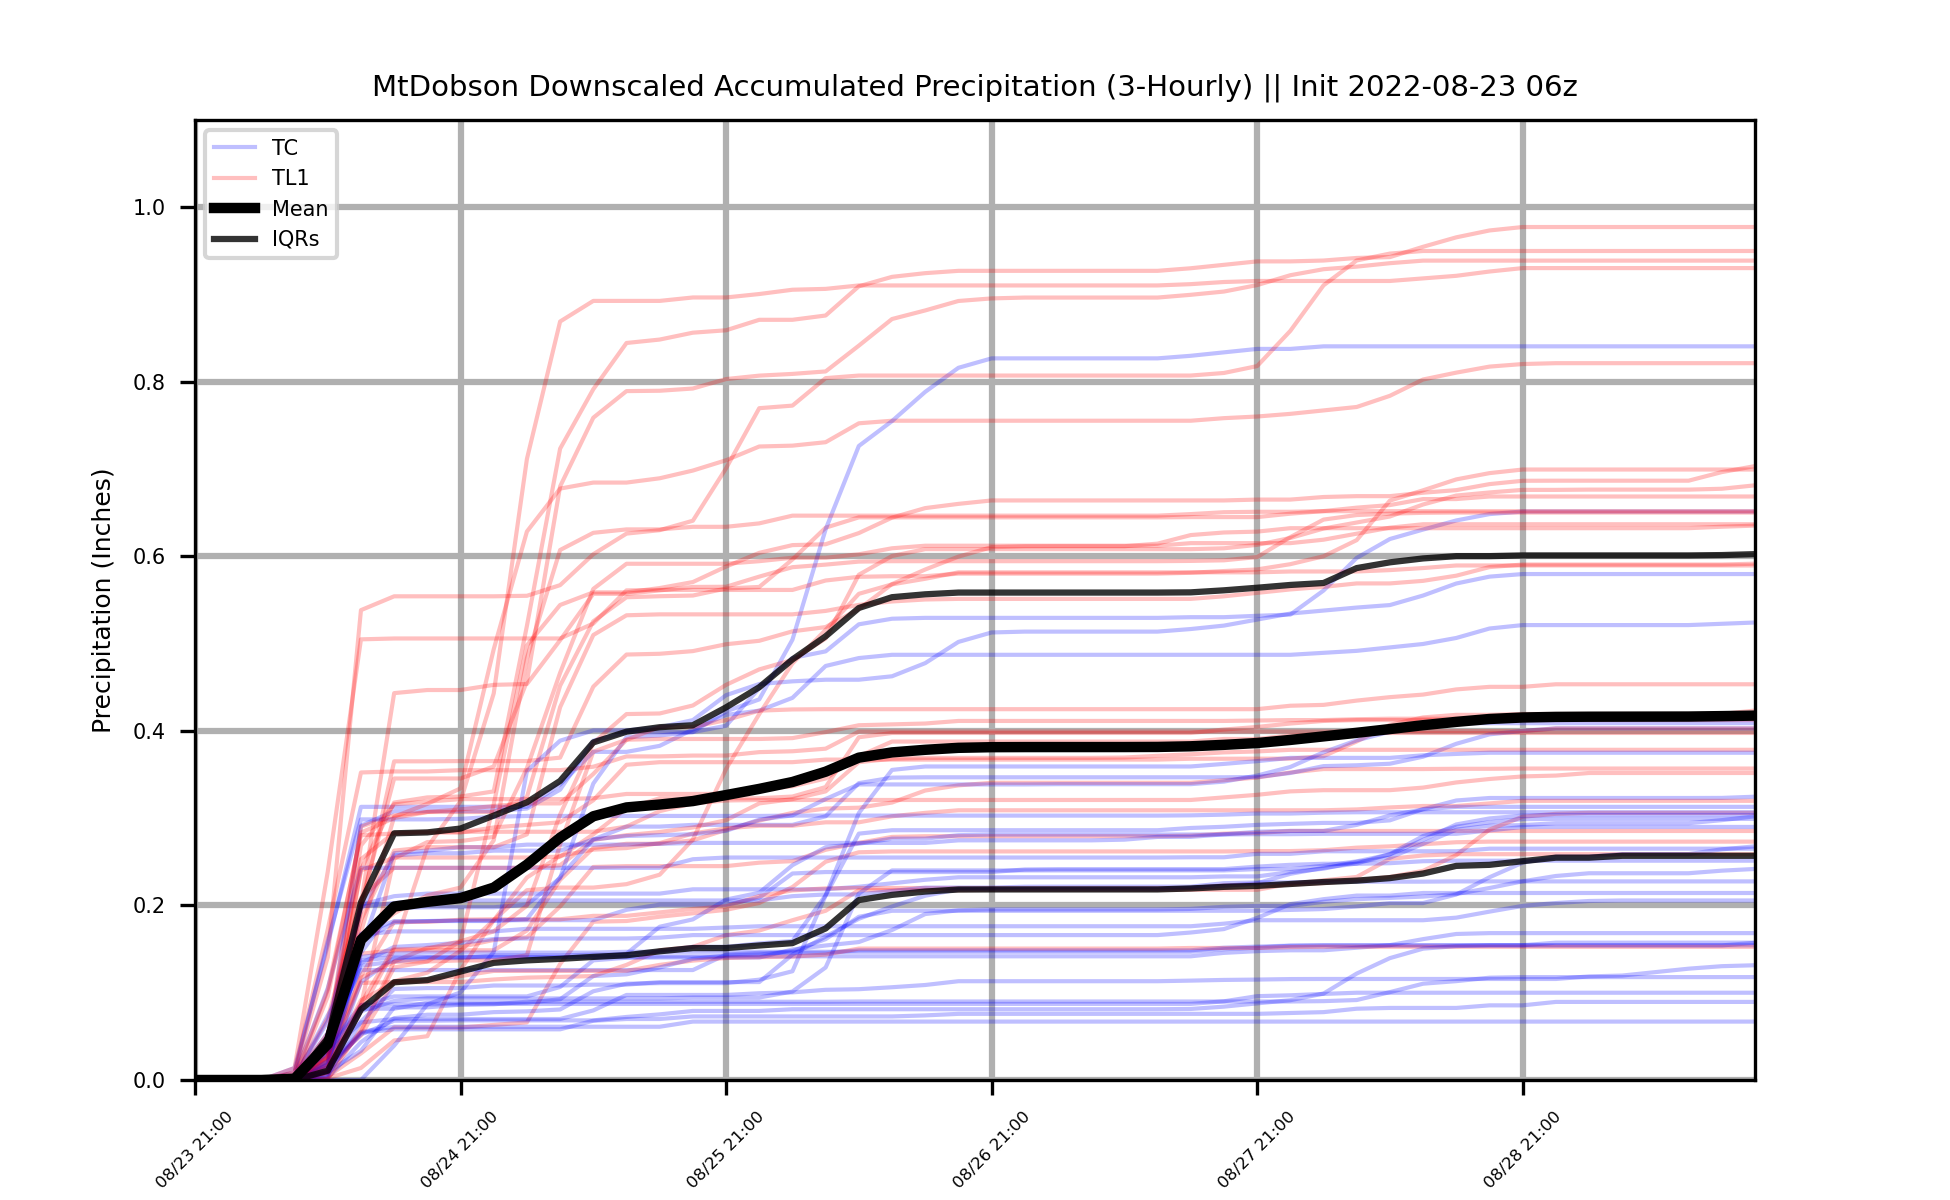 MtDobson Downscaled Accumulated Precipitation (3-Hourly) || Init 2022-08-23 06z
TC
TL1
Mean
IQRs
Precipitation (Inches)
1.0
0.8
0.6
0.4
0.2
0.0
08/23 21:00
08/24 21:00
08/25 21:00
08/26 21:00
08/27 21:00
08/28 21:00